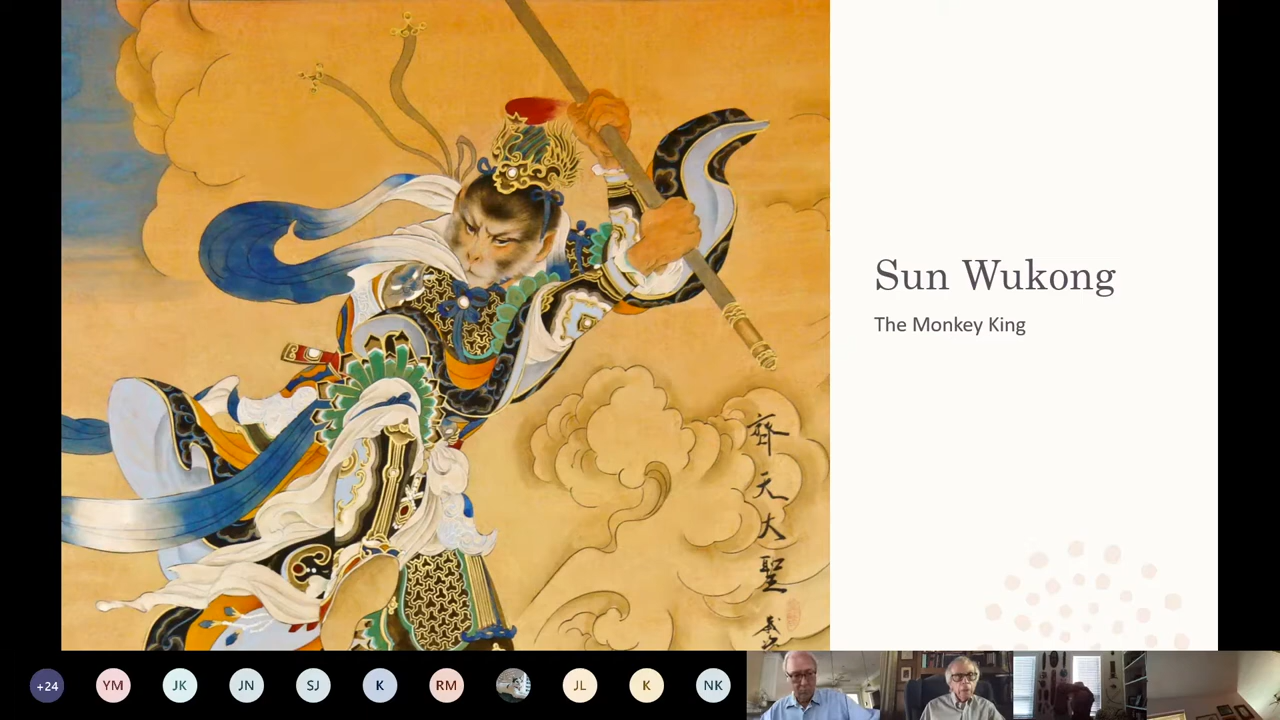 Sun Wukong
The Monkey King
齊
天
大
聖
+24
YM
JK
JN
SJ
K
RM
JL
K
NK